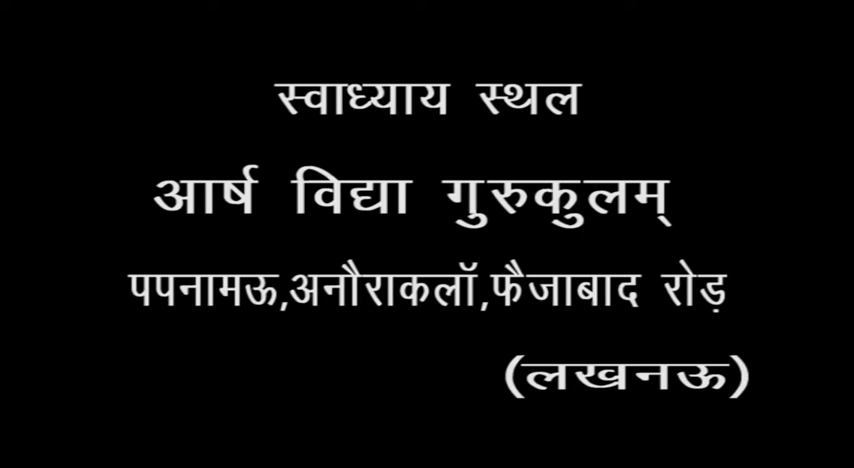 स्वाध्याय स्थल
आर्ष विद्या गुरुकुलम्
पपनामऊ,अनौराकलॉ,फैजाबाद रोड़
(लखनऊ)